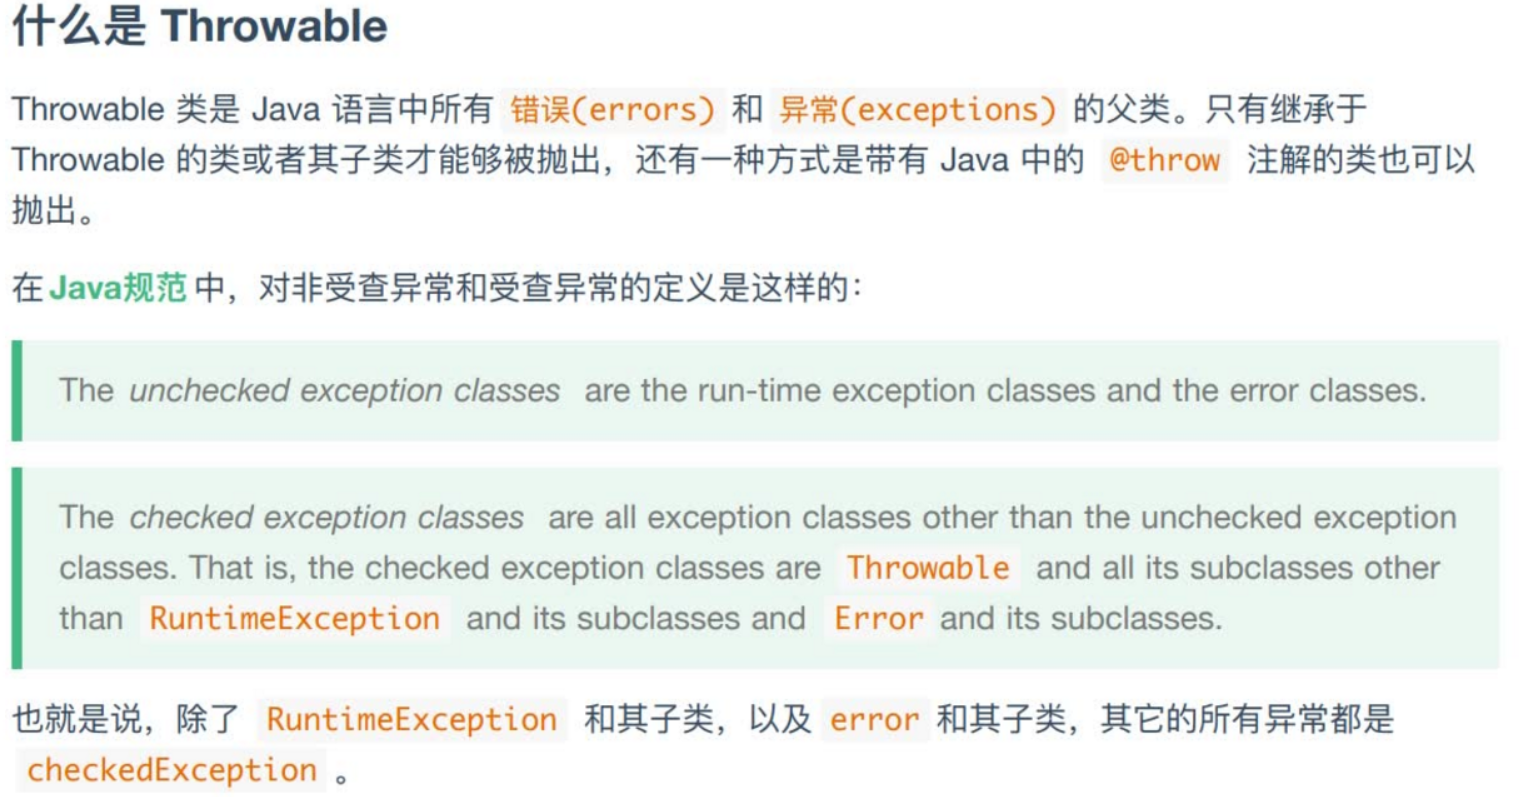 什么是 Throwable
Throwable 类是 Java 语言中所有 错误(errors) 和 异常(exceptions) 的父类。只有继承于
Throwable 的类或者其子类才能够被抛出，还有一种方式是带有 Java 中的 @throw 注解的类也可以
抛出。
在Java规范中，对非受查异常和受查异常的定义是这样的：
The unchecked exception classes are the run-time exception classes and the error classes.
The checked exception classes are all exception classes other than the unchecked exception
classes. That is, the checked exception classes are Throwable and all its subclasses other
than RuntimeException and its subclasses and Error and its subclasses.
也就是说，除了 RuntimeException 和其子类，以及 error 和其子类，其它的所有异常都是
checkedException 。